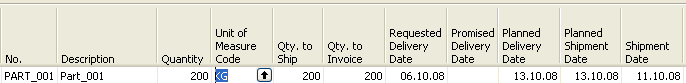 No.
Description
Quantity
Unit of
Measure
Code
Qty. to
Ship
Qty. to
Invoice
Requested
Delivery
Date
Promised
Delivery
Date
Planned
Delivery
Date
Planned
Shipment
Date
Shipment
Date
PART_001 Part_001 200 KG 200 200 06.10.08 13.10.08 13.10.08 11.10.08